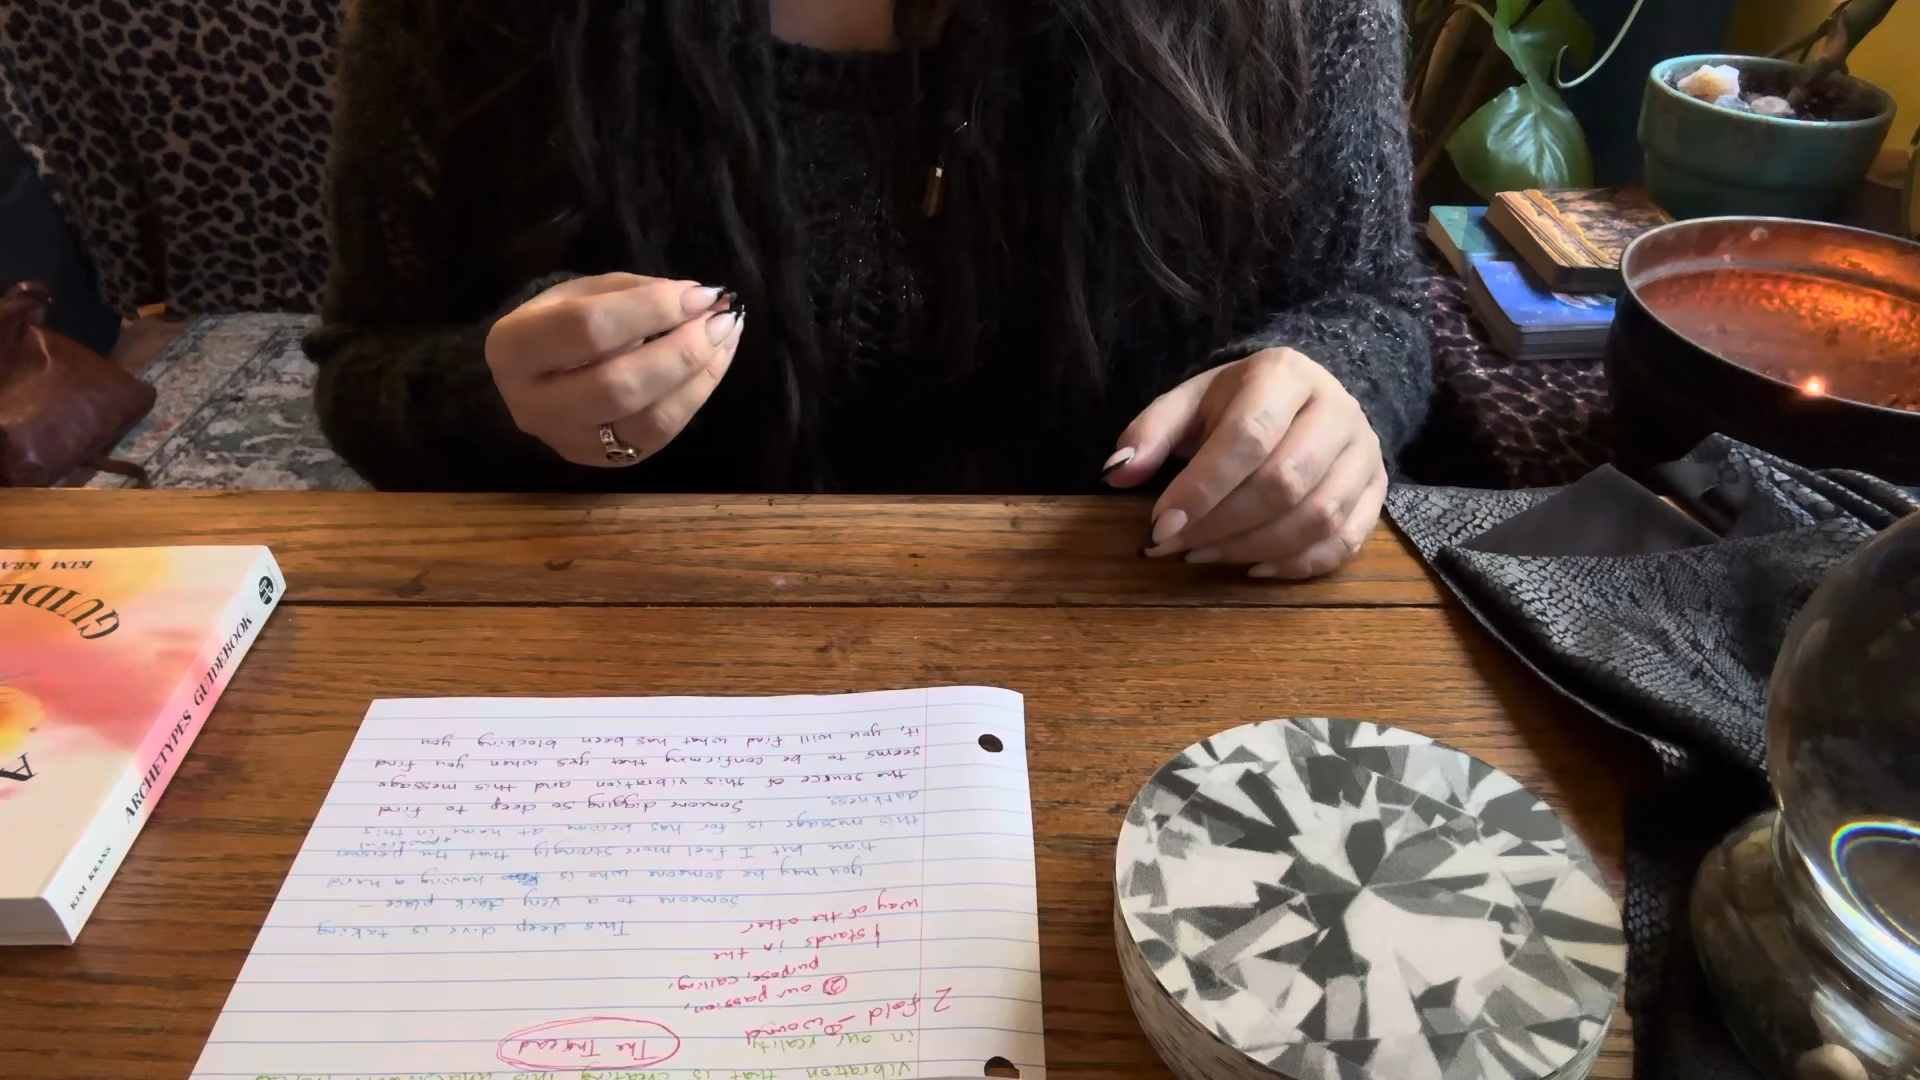 vibration that is creating this
in our reality
The Thread
2 fold - ① wound
② our passion,
purpose, calling,
1 stands in the
way of the other
This deep dive is taking
someone to a very dark place -
you may be someone who is having a hard
time but I feel more strongly that the person
this message is for has become at home in this
darkness. Someone digging so deep to find
the source of this vibration and this message
seems to be confirming that yes when you find
it, you will find what has been blocking you
A
GUIDE
KIM KRA
KIM KRANS
ARCHETYPES GUIDEBOOK